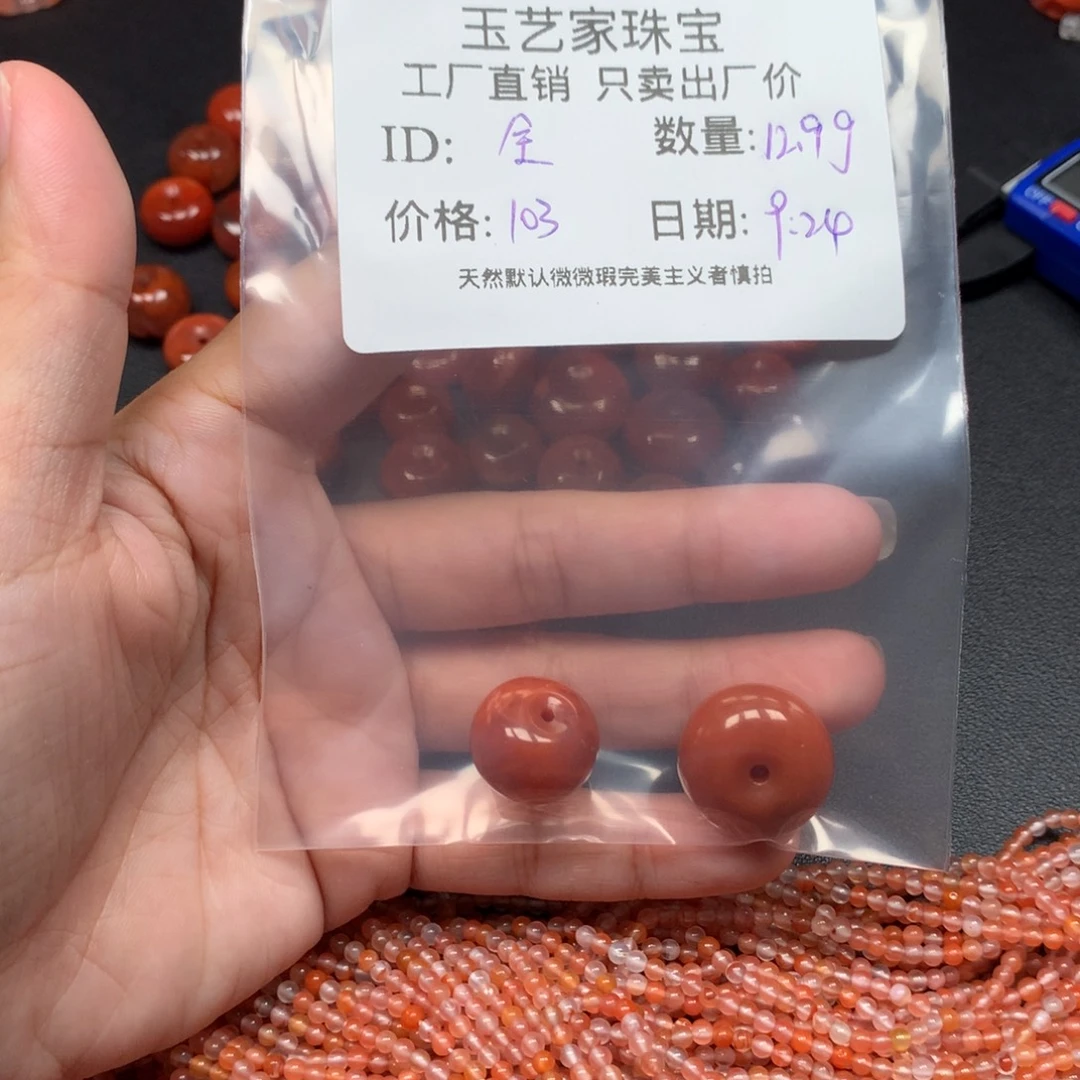 玉艺家珠宝
工厂直销 只卖出厂价
ID: 全 数量: 12.9g
价格: 103 日期: 9.24
天然默认微微瑕完美主义者慎拍
OFF